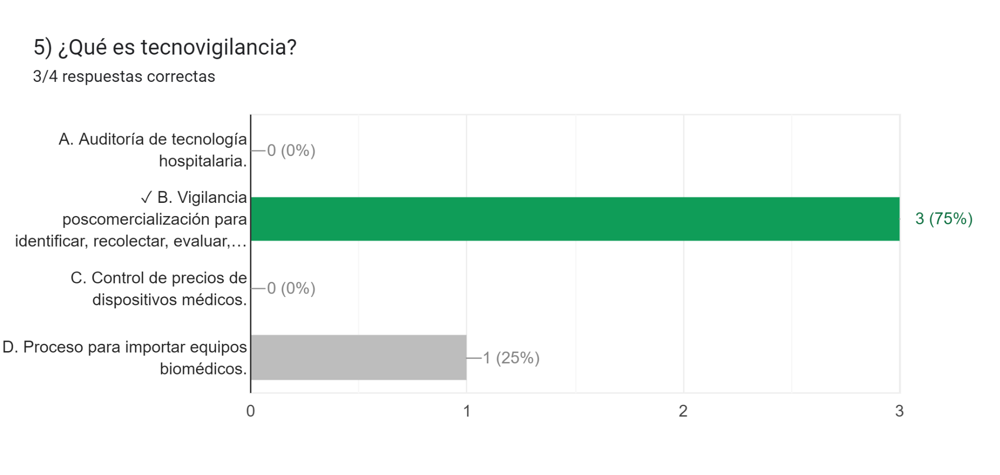 5) ¿Qué es tecnovigilancia?
3/4 respuestas correctas
A. Auditoría de tecnología
hospitalaria.
0 (0%)
✓ B. Vigilancia
poscomercialización para
identificar, recolectar, evaluar,…
3 (75%)
C. Control de precios de
dispositivos médicos.
0 (0%)
D. Proceso para importar equipos
biomédicos.
1 (25%)
0 1 2 3